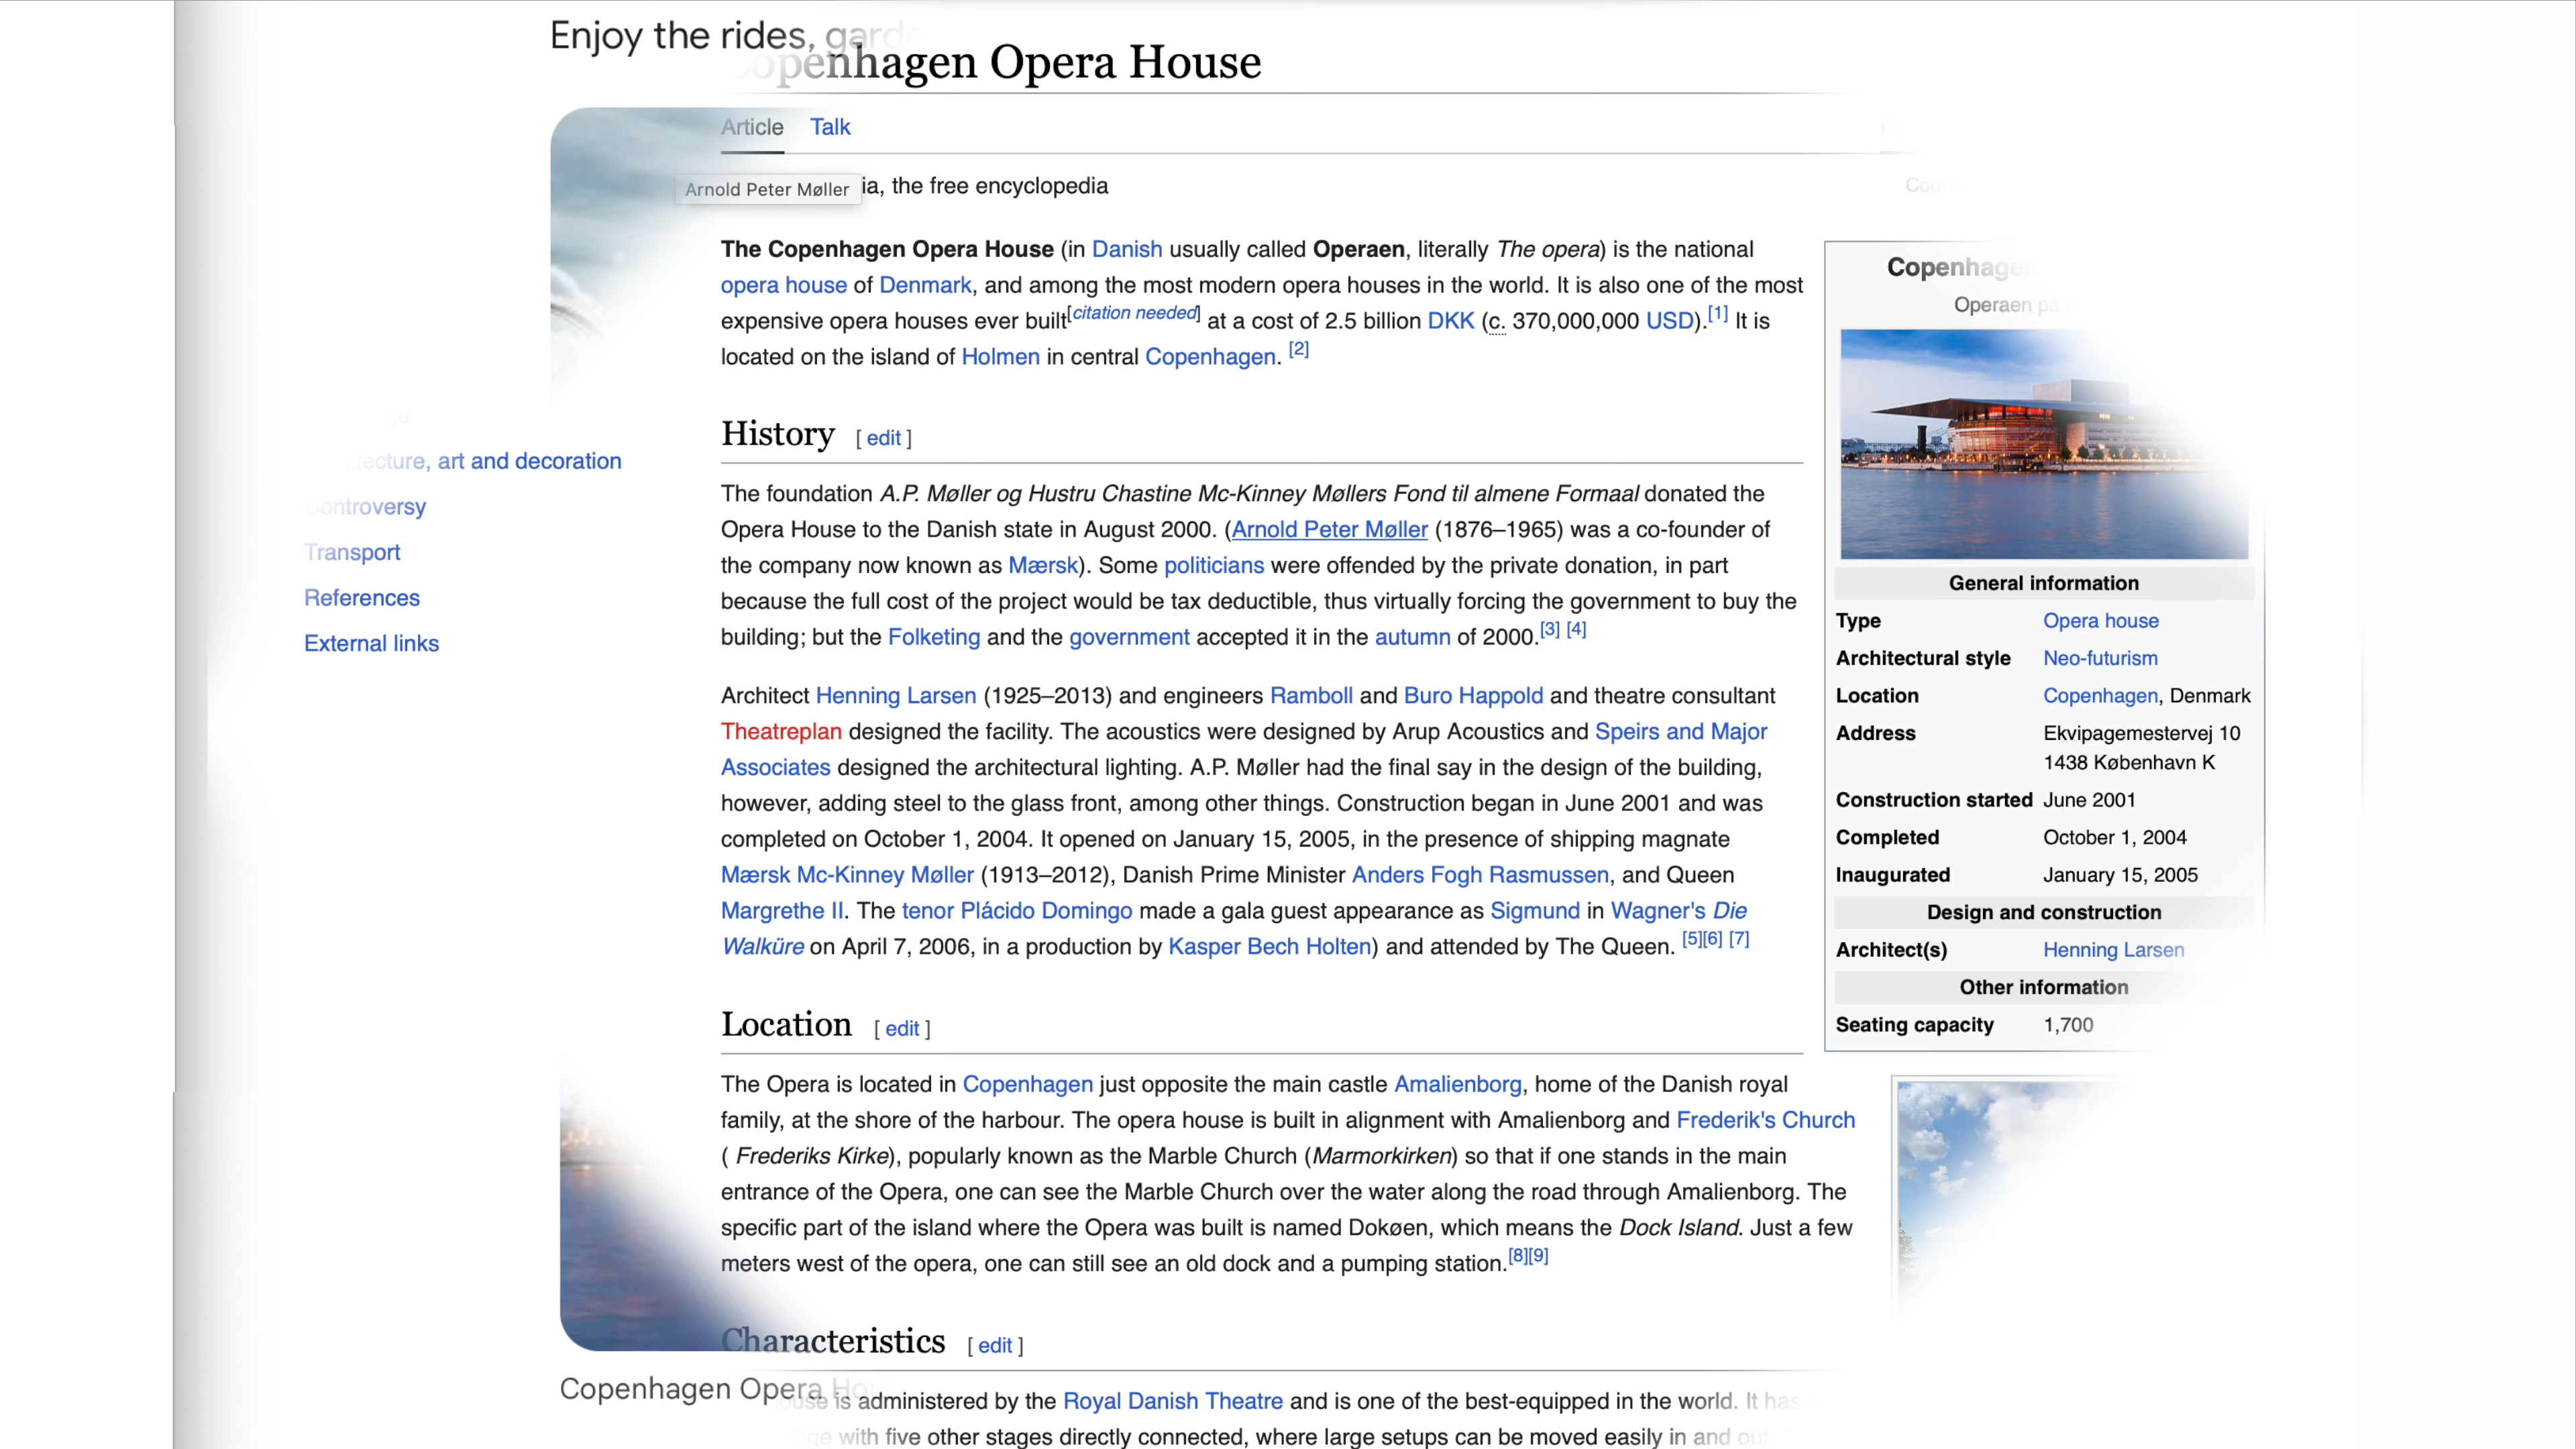 Enjoy the rides,
Copenhagen Opera House
Article Talk
Arnold Peter Møller
ia, the free encyclopedia
The Copenhagen Opera House (in Danish usually called Operaen, literally The opera) is the national
opera house of Denmark, and among the most modern opera houses in the world. It is also one of the most
expensive opera houses ever built[citation needed] at a cost of 2.5 billion DKK (c. 370,000,000 USD).[1] It is
located on the island of Holmen in central Copenhagen. [2]
art and decoration
Controversy
Transport
References
External links
History [ edit ]
The foundation A.P. Møller og Hustru Chastine Mc-Kinney Møllers Fond til almene Formaal donated the
Opera House to the Danish state in August 2000. (Arnold Peter Møller (1876–1965) was a co-founder of
the company now known as Mærsk). Some politicians were offended by the private donation, in part
because the full cost of the project would be tax deductible, thus virtually forcing the government to buy the
building; but the Folketing and the government accepted it in the autumn of 2000.[3] [4]
Architect Henning Larsen (1925–2013) and engineers Ramboll and Buro Happold and theatre consultant
Theatreplan designed the facility. The acoustics were designed by Arup Acoustics and Speirs and Major
Associates designed the architectural lighting. A.P. Møller had the final say in the design of the building,
however, adding steel to the glass front, among other things. Construction began in June 2001 and was
completed on October 1, 2004. It opened on January 15, 2005, in the presence of shipping magnate
Mærsk Mc-Kinney Møller (1913–2012), Danish Prime Minister Anders Fogh Rasmussen, and Queen
Margrethe II. The tenor Plácido Domingo made a gala guest appearance as Sigmund in Wagner's Die
Walküre on April 7, 2006, in a production by Kasper Bech Holten) and attended by The Queen. [5][6] [7]
Location [ edit ]
The Opera is located in Copenhagen just opposite the main castle Amalienborg, home of the Danish royal
family, at the shore of the harbour. The opera house is built in alignment with Amalienborg and Frederik's Church
( Frederiks Kirke), popularly known as the Marble Church (Marmorkirken) so that if one stands in the main
entrance of the Opera, one can see the Marble Church over the water along the road through Amalienborg. The
specific part of the island where the Opera was built is named Dokøen, which means the Dock Island. Just a few
meters west of the opera, one can still see an old dock and a pumping station.[8][9]
Characteristics [ edit ]
Copenhagen Opera
is administered by the Royal Danish Theatre and is one of the best-equipped in the world. It has
with five other stages directly connected, where large setups can be moved easily in and out
Copenhagen
Operaen på
General information
Type Opera house
Architectural style Neo-futurism
Location Copenhagen, Denmark
Address Ekvipagemestervej 10
1438 København K
Construction started June 2001
Completed October 1, 2004
Inaugurated January 15, 2005
Design and construction
Architect(s) Henning Larsen
Other information
Seating capacity 1,700